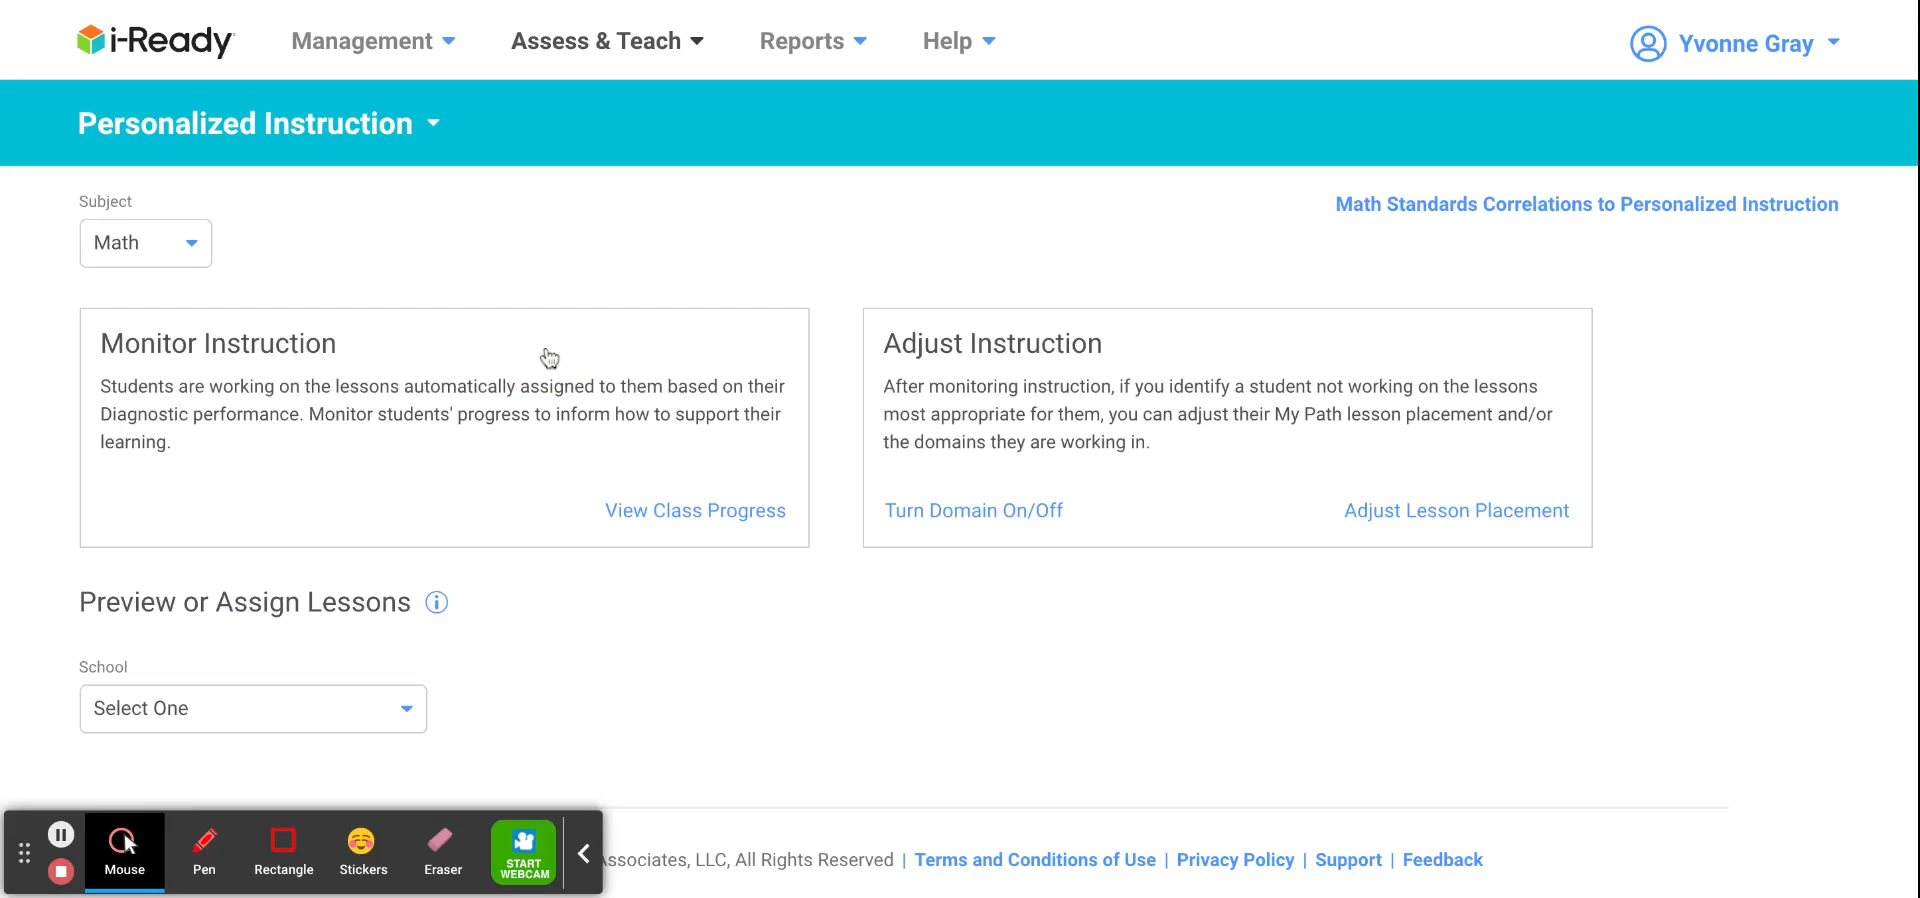 i-Ready
Management
Assess & Teach
Reports
Help
Yvonne Gray
Personalized Instruction
Subject
Math Standards Correlations to Personalized Instruction
Math
Monitor Instruction
Students are working on the lessons automatically assigned to them based on their
Diagnostic performance. Monitor students' progress to inform how to support their
learning.
View Class Progress
Adjust Instruction
After monitoring instruction, if you identify a student not working on the lessons
most appropriate for them, you can adjust their My Path lesson placement and/or
the domains they are working in.
Turn Domain On/Off
Adjust Lesson Placement
Preview or Assign Lessons
School
Select One
Mouse
Pen
Rectangle
Stickers
Eraser
START
WEBCAM
Associates, LLC, All Rights Reserved | Terms and Conditions of Use | Privacy Policy | Support | Feedback